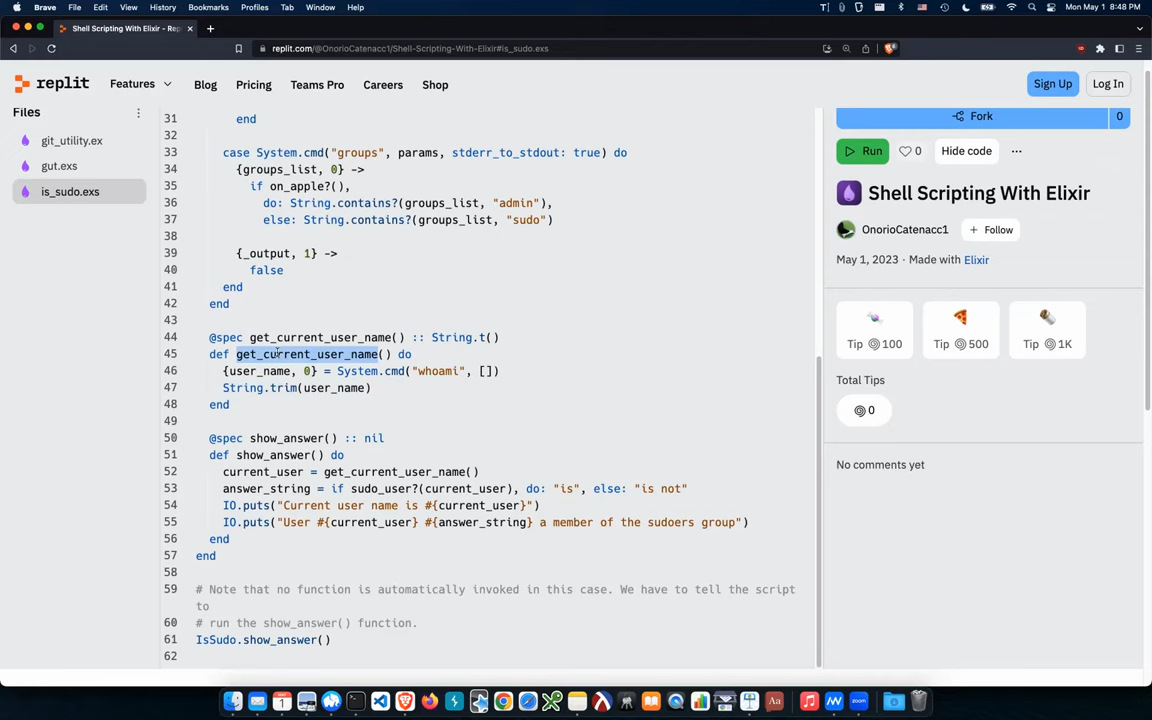 Brave File Edit View History Bookmarks Profiles Tab Window Help Mon May 1 8:48 PM
Shell Scripting With Elixir - Rep
replit.com/@OnorioCatenacc1/Shell-Scripting-With-Elixir#is_sudo.exs
replit Features Blog Pricing Teams Pro Careers Shop Sign Up Log In
Files
git_utility.ex
gut.exs
is_sudo.exs
31 end
32
33 case System.cmd("groups", params, stderr_to_stdout: true) do
34 {groups_list, 0} ->
35 if on_apple?(),
36 do: String.contains?(groups_list, "admin"),
37 else: String.contains?(groups_list, "sudo")
38
39 {_output, 1} ->
40 false
41 end
42 end
43
44 @spec get_current_user_name() :: String.t()
45 def get_current_user_name() do
46 {user_name, 0} = System.cmd("whoami", [])
47 String.trim(user_name)
48 end
49
50 @spec show_answer() :: nil
51 def show_answer() do
52 current_user = get_current_user_name()
53 answer_string = if sudo_user?(current_user), do: "is", else: "is not"
54 IO.puts("Current user name is #{current_user}")
55 IO.puts("User #{current_user} #{answer_string} a member of the sudoers group")
56 end
57 end
58
59 # Note that no function is automatically invoked in this case. We have to tell the script
to
60 # run the show_answer() function.
61 IsSudo.show_answer()
62
Fork 0
Run 0 Hide code
Shell Scripting With Elixir
OnorioCatenacc1 + Follow
May 1, 2023 · Made with Elixir
Tip 100 Tip 500 Tip 1K
Total Tips
0
No comments yet